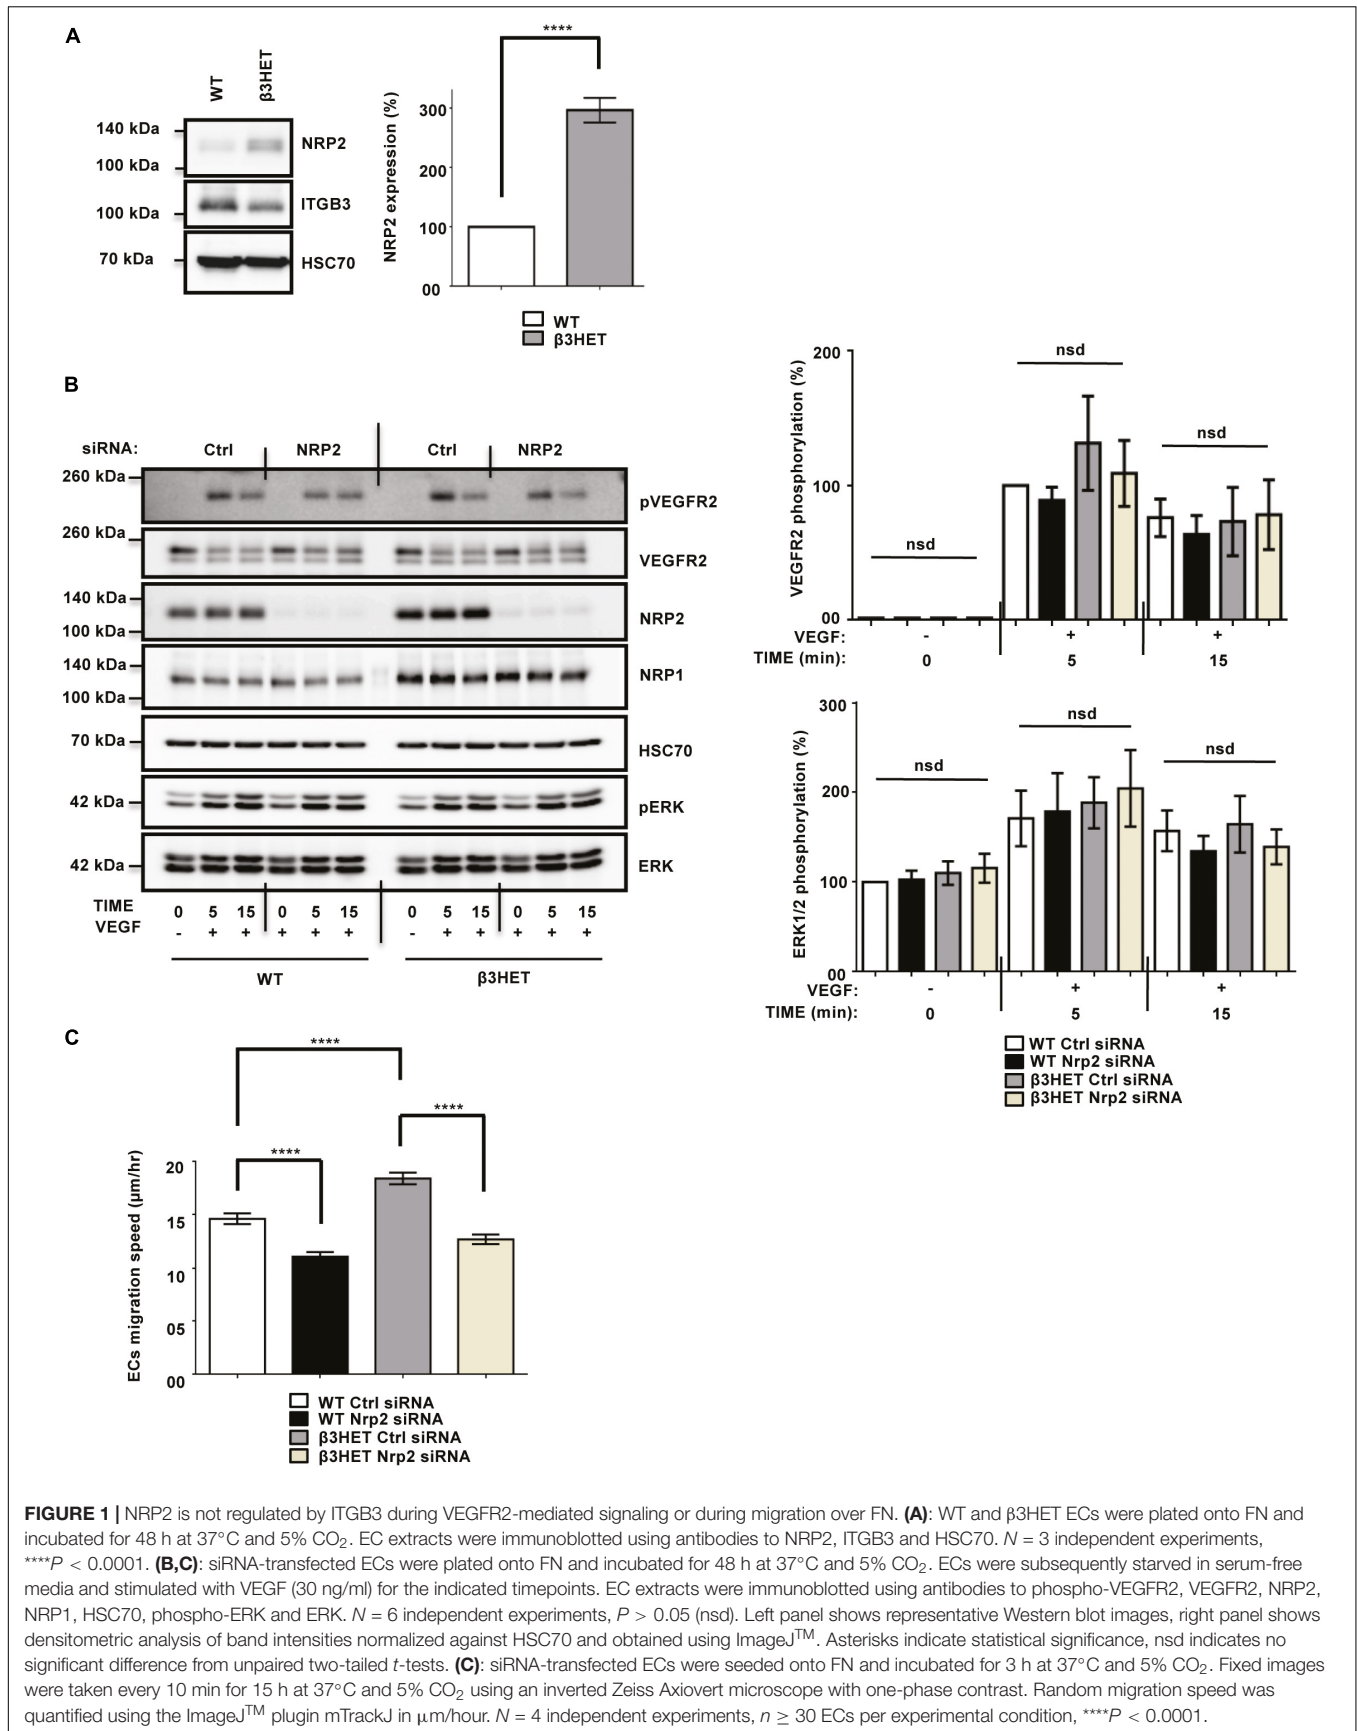 A
WT
β3HET
140 kDa
100 kDa
NRP2
100 kDa
ITGB3
70 kDa
HSC70
****
NRP2 expression (%)
300
200
100
00
WT
β3HET
B
siRNA:
Ctrl
NRP2
Ctrl
NRP2
260 kDa
pVEGFR2
260 kDa
VEGFR2
140 kDa
100 kDa
NRP2
140 kDa
100 kDa
NRP1
70 kDa
HSC70
42 kDa
pERK
42 kDa
ERK
TIME 0 5 15 0 5 15 0 5 15 0 5 15
VEGF - + + + + + - + + + + +
WT
β3HET
VEGFR2 phosphorylation (%)
200
100
00
nsd
nsd
nsd
VEGF: - + +
TIME (min): 0 5 15
ERK1/2 phosphorylation (%)
300
200
100
00
nsd
nsd
nsd
VEGF: - + +
TIME (min): 0 5 15
WT Ctrl siRNA
WT Nrp2 siRNA
β3HET Ctrl siRNA
β3HET Nrp2 siRNA
C
****
****
****
ECs migration speed (μm/hr)
20
15
10
05
00
WT Ctrl siRNA
WT Nrp2 siRNA
β3HET Ctrl siRNA
β3HET Nrp2 siRNA
FIGURE 1 | NRP2 is not regulated by ITGB3 during VEGFR2-mediated signaling or during migration over FN. (A): WT and β3HET ECs were plated onto FN and
incubated for 48 h at 37°C and 5% CO₂. EC extracts were immunoblotted using antibodies to NRP2, ITGB3 and HSC70. N = 3 independent experiments,
****P < 0.0001. (B,C): siRNA-transfected ECs were plated onto FN and incubated for 48 h at 37°C and 5% CO₂. ECs were subsequently starved in serum-free
media and stimulated with VEGF (30 ng/ml) for the indicated timepoints. EC extracts were immunoblotted using antibodies to phospho-VEGFR2, VEGFR2, NRP2,
NRP1, HSC70, phospho-ERK and ERK. N = 6 independent experiments, P > 0.05 (nsd). Left panel shows representative Western blot images, right panel shows
densitometric analysis of band intensities normalized against HSC70 and obtained using ImageJ™. Asterisks indicate statistical significance, nsd indicates no
significant difference from unpaired two-tailed t-tests. (C): siRNA-transfected ECs were seeded onto FN and incubated for 3 h at 37°C and 5% CO₂. Fixed images
were taken every 10 min for 15 h at 37°C and 5% CO₂ using an inverted Zeiss Axiovert microscope with one-phase contrast. Random migration speed was
quantified using the ImageJ™ plugin mTrackJ in μm/hour. N = 4 independent experiments, n ≥ 30 ECs per experimental condition, ****P < 0.0001.